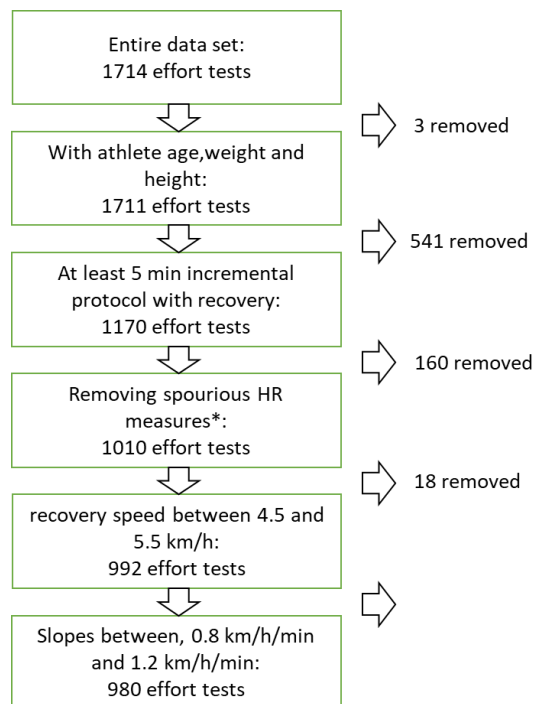 Entire data set:
1714 effort tests
3 removed
With athlete age,weight and
height:
1711 effort tests
541 removed
At least 5 min incremental
protocol with recovery:
1170 effort tests
160 removed
Removing spourious HR
measures*:
1010 effort tests
18 removed
recovery speed between 4.5 and
5.5 km/h:
992 effort tests
Slopes between, 0.8 km/h/min
and 1.2 km/h/min:
980 effort tests